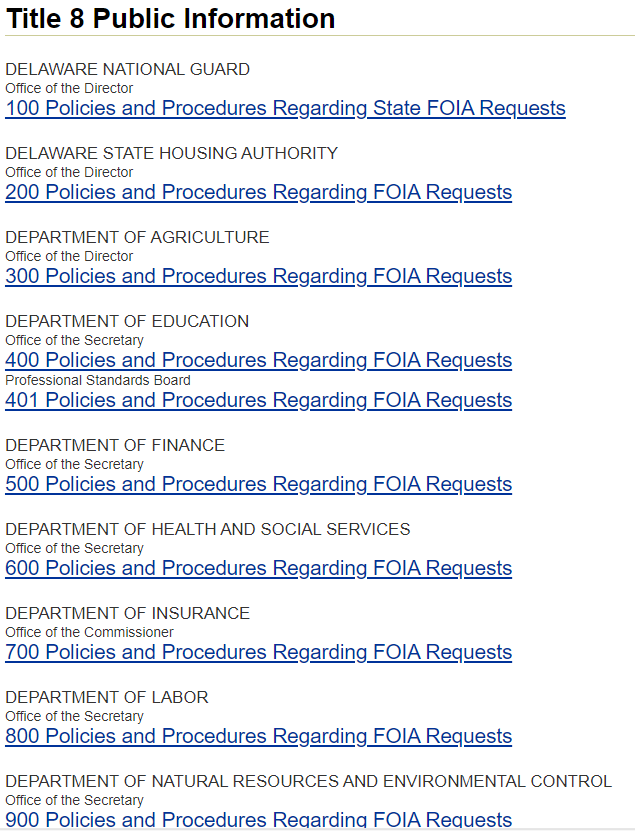 Title 8 Public Information
DELAWARE NATIONAL GUARD
Office of the Director
100 Policies and Procedures Regarding State FOIA Requests
DELAWARE STATE HOUSING AUTHORITY
Office of the Director
200 Policies and Procedures Regarding FOIA Requests
DEPARTMENT OF AGRICULTURE
Office of the Director
300 Policies and Procedures Regarding FOIA Requests
DEPARTMENT OF EDUCATION
Office of the Secretary
400 Policies and Procedures Regarding FOIA Requests
Professional Standards Board
401 Policies and Procedures Regarding FOIA Requests
DEPARTMENT OF FINANCE
Office of the Secretary
500 Policies and Procedures Regarding FOIA Requests
DEPARTMENT OF HEALTH AND SOCIAL SERVICES
Office of the Secretary
600 Policies and Procedures Regarding FOIA Requests
DEPARTMENT OF INSURANCE
Office of the Commissioner
700 Policies and Procedures Regarding FOIA Requests
DEPARTMENT OF LABOR
Office of the Secretary
800 Policies and Procedures Regarding FOIA Requests
DEPARTMENT OF NATURAL RESOURCES AND ENVIRONMENTAL CONTROL
Office of the Secretary
900 Policies and Procedures Regarding FOIA Requests